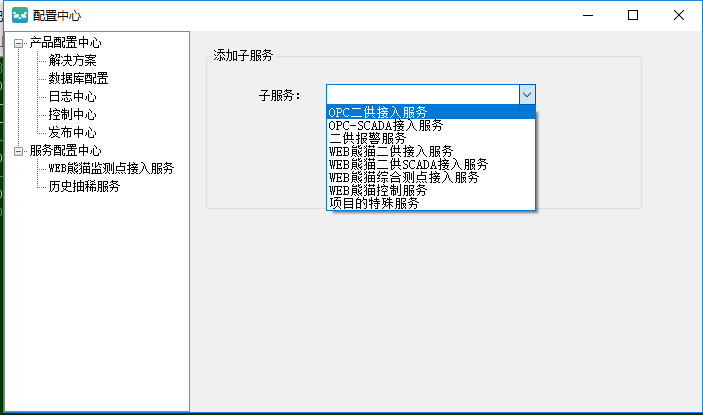 配置中心
产品配置中心
解决方案
数据库配置
日志中心
控制中心
发布中心
服务配置中心
WEB熊猫监测点接入服务
历史抽稀服务
添加子服务
子服务：
OPC二供接入服务
OPC-SCADA接入服务
二供报警服务
WEB熊猫二供接入服务
WEB熊猫二供SCADA接入服务
WEB熊猫综合测点接入服务
WEB熊猫控制服务
项目的特殊服务